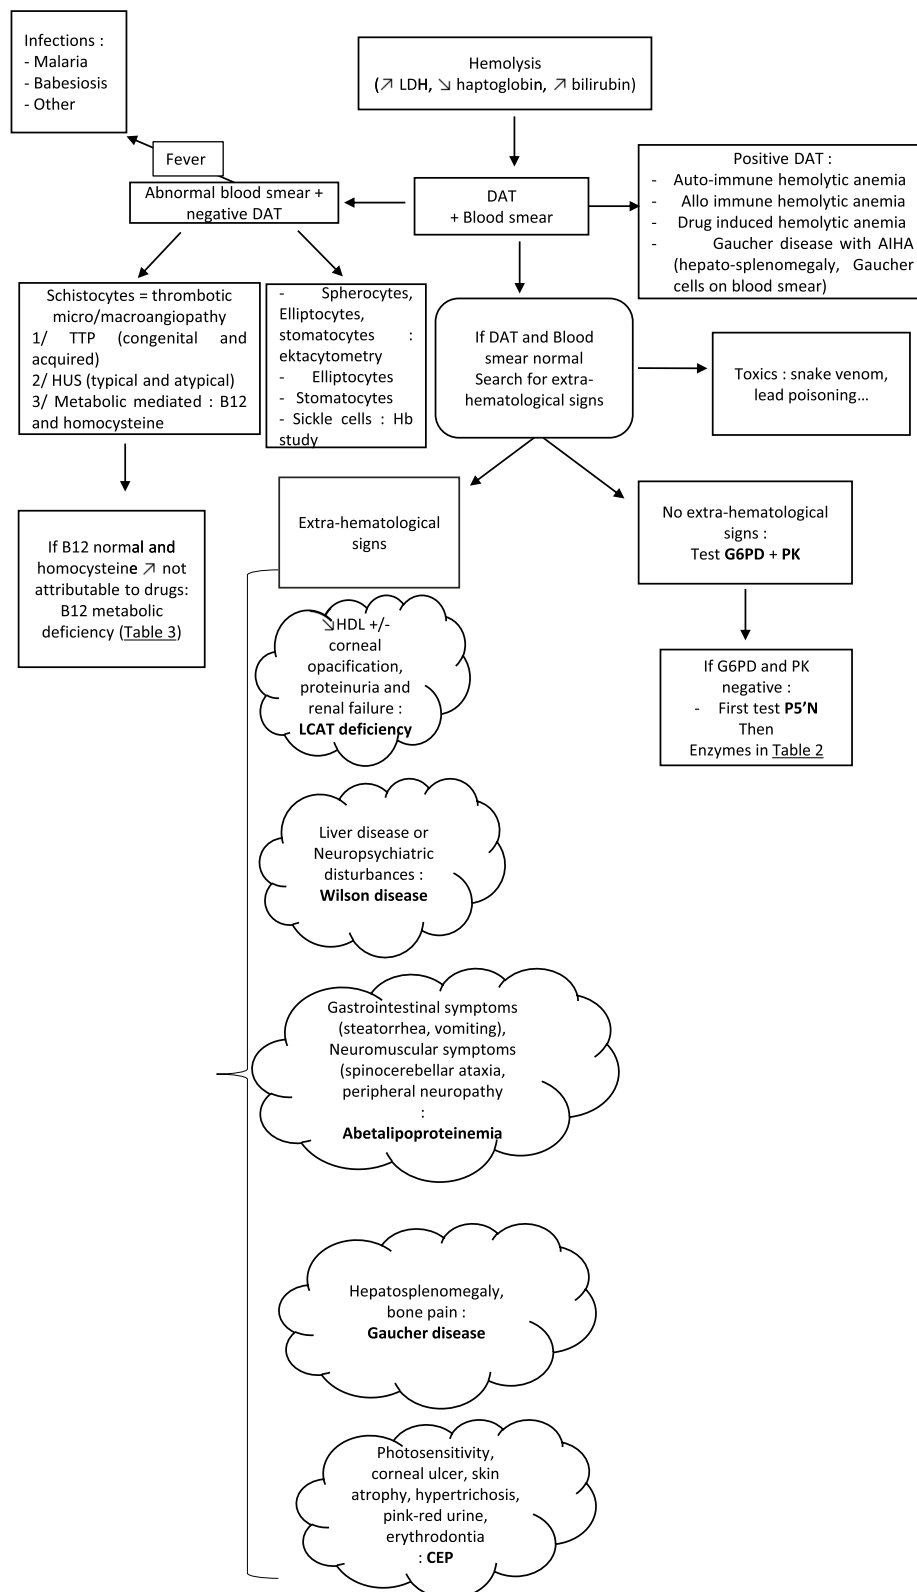 Infections :
- Malaria
- Babesiosis
- Other
Hemolysis
(↗ LDH, ↘ haptoglobin, ↗ bilirubin)
Fever
Abnormal blood smear +
negative DAT
DAT
+ Blood smear
Positive DAT :
- Auto-immune hemolytic anemia
- Allo immune hemolytic anemia
- Drug induced hemolytic anemia
- Gaucher disease with AIHA
(hepato-splenomegaly, Gaucher
cells on blood smear)
Schistocytes = thrombotic
micro/macroangiopathy
1/ TTP (congenital and
acquired)
2/ HUS (typical and atypical)
3/ Metabolic mediated : B12
and homocysteine
- Spherocytes,
Elliptocytes,
stomatocytes :
ektacytometry
- Elliptocytes
- Stomatocytes
- Sickle cells : Hb
study
If DAT and Blood
smear normal
Search for extra-
hematological signs
Toxics : snake venom,
lead poisoning…
If B12 normal and
homocysteine ↗ not
attributable to drugs:
B12 metabolic
deficiency (Table 3)
Extra-hematological
signs
No extra-hematological
signs :
Test G6PD + PK
If G6PD and PK
negative :
- First test P5’N
Then
Enzymes in Table 2
↘HDL +/-
corneal
opacification,
proteinuria and
renal failure :
LCAT deficiency
Liver disease or
Neuropsychiatric
disturbances :
Wilson disease
Gastrointestinal symptoms
(steatorrhea, vomiting),
Neuromuscular symptoms
(spinocerebellar ataxia,
peripheral neuropathy
:
Abetalipoproteinemia
Hepatosplenomegaly,
bone pain :
Gaucher disease
Photosensitivity,
corneal ulcer, skin
atrophy, hypertrichosis,
pink-red urine,
erythrodontia
: CEP